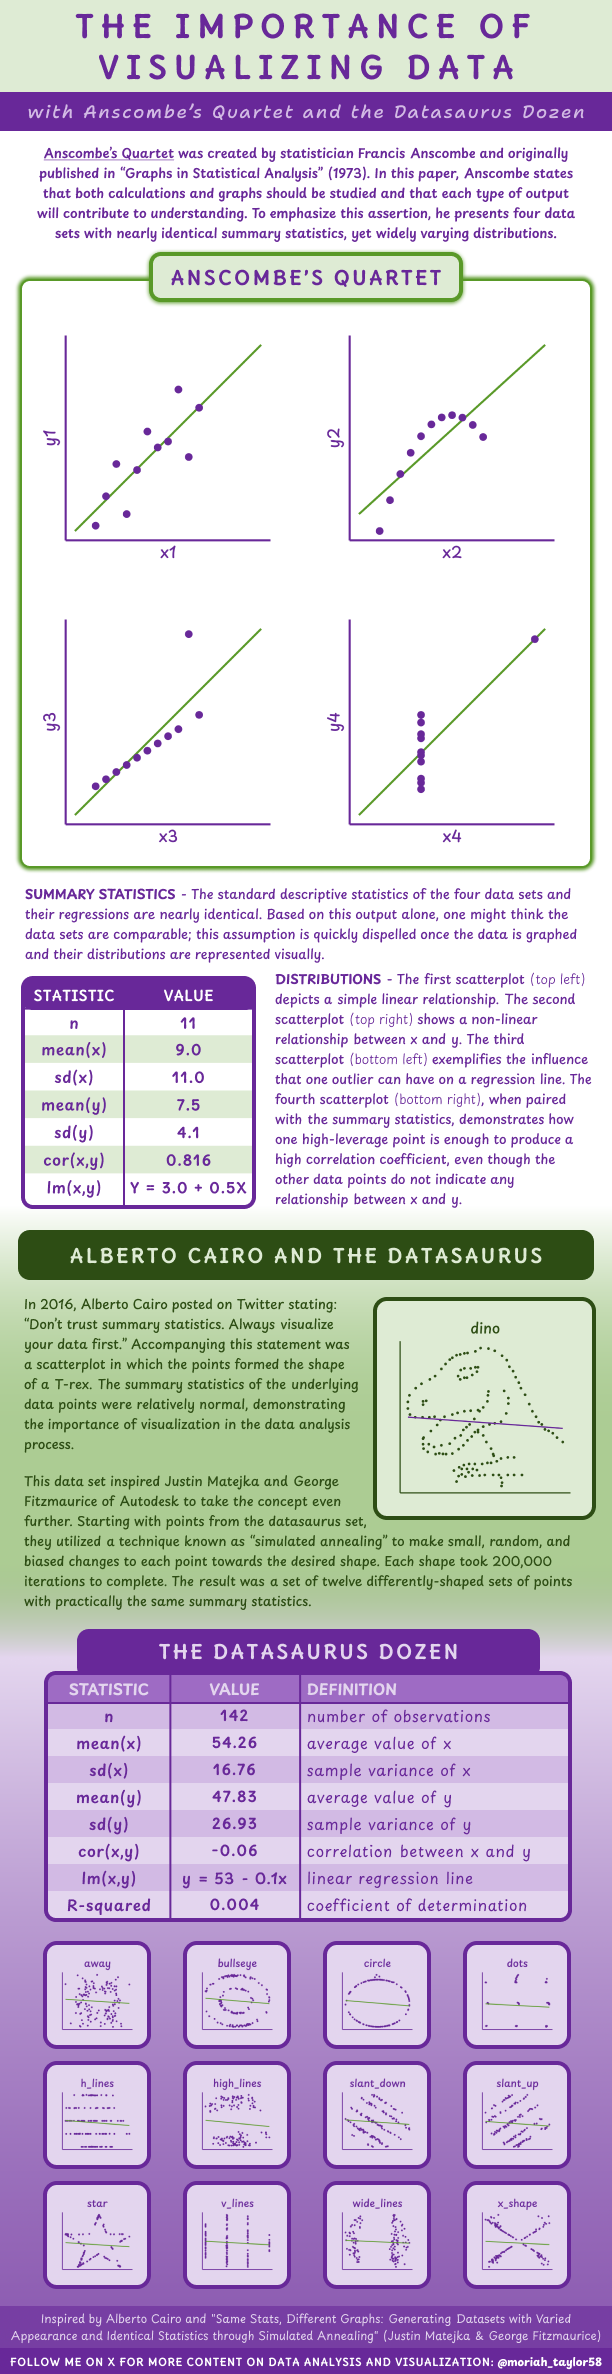 THE IMPORTANCE OF
VISUALIZING DATA
with Anscombe's Quartet and the Datasaurus Dozen
Anscombe's Quartet was created by statistician Francis Anscombe and originally
published in "Graphs in Statistical Analysis" (1973). In this paper, Anscombe states
that both calculations and graphs should be studied and that each type of output
will contribute to understanding. To emphasize this assertion, he presents four data
sets with nearly identical summary statistics, yet widely varying distributions.
ANSCOMBE'S QUARTET
y1
x1
y2
x2
y3
x3
y4
x4
SUMMARY STATISTICS - The standard descriptive statistics of the four data sets and
their regressions are nearly identical. Based on this output alone, one might think the
data sets are comparable; this assumption is quickly dispelled once the data is graphed
and their distributions are represented visually.
STATISTIC VALUE
n 11
mean(x) 9.0
sd(x) 11.0
mean(y) 7.5
sd(y) 4.1
cor(x,y) 0.816
lm(x,y) Y = 3.0 + 0.5X
DISTRIBUTIONS - The first scatterplot (top left)
depicts a simple linear relationship. The second
scatterplot (top right) shows a non-linear
relationship between x and y. The third
scatterplot (bottom left) exemplifies the influence
that one outlier can have on a regression line. The
fourth scatterplot (bottom right), when paired
with the summary statistics, demonstrates how
one high-leverage point is enough to produce a
high correlation coefficient, even though the
other data points do not indicate any
relationship between x and y.
ALBERTO CAIRO AND THE DATASAURUS
In 2016, Alberto Cairo posted on Twitter stating:
"Don't trust summary statistics. Always visualize
your data first." Accompanying this statement was
a scatterplot in which the points formed the shape
of a T-rex. The summary statistics of the underlying
data points were relatively normal, demonstrating
the importance of visualization in the data analysis
process.
dino
This data set inspired Justin Matejka and George
Fitzmaurice of Autodesk to take the concept even
further. Starting with points from the datasaurus set,
they utilized a technique known as "simulated annealing" to make small, random, and
biased changes to each point towards the desired shape. Each shape took 200,000
iterations to complete. The result was a set of twelve differently-shaped sets of points
with practically the same summary statistics.
THE DATASAURUS DOZEN
STATISTIC VALUE DEFINITION
n 142 number of observations
mean(x) 54.26 average value of x
sd(x) 16.76 sample variance of x
mean(y) 47.83 average value of y
sd(y) 26.93 sample variance of y
cor(x,y) -0.06 correlation between x and y
lm(x,y) y = 53 - 0.1x linear regression line
R-squared 0.004 coefficient of determination
away bullseye circle dots
h_lines high_lines slant_down slant_up
star v_lines wide_lines x_shape
Inspired by Alberto Cairo and "Same Stats, Different Graphs: Generating Datasets with Varied
Appearance and Identical Statistics through Simulated Annealing" (Justin Matejka & George Fitzmaurice)
FOLLOW ME ON X FOR MORE CONTENT ON DATA ANALYSIS AND VISUALIZATION: @moriah_taylor58